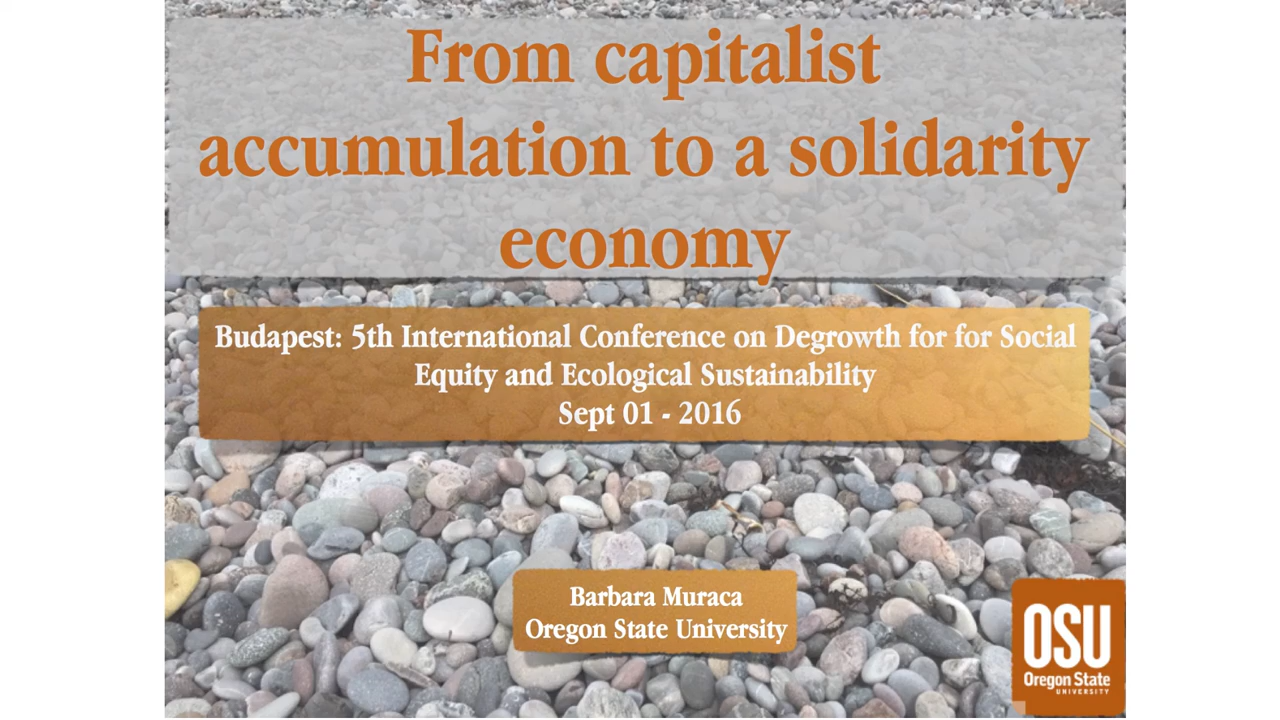 From capitalist
accumulation to a solidarity
economy
Budapest: 5th International Conference on Degrowth for for Social
Equity and Ecological Sustainability
Sept 01 - 2016
Barbara Muraca
Oregon State University
OSU
Oregon State
UNIVERSITY